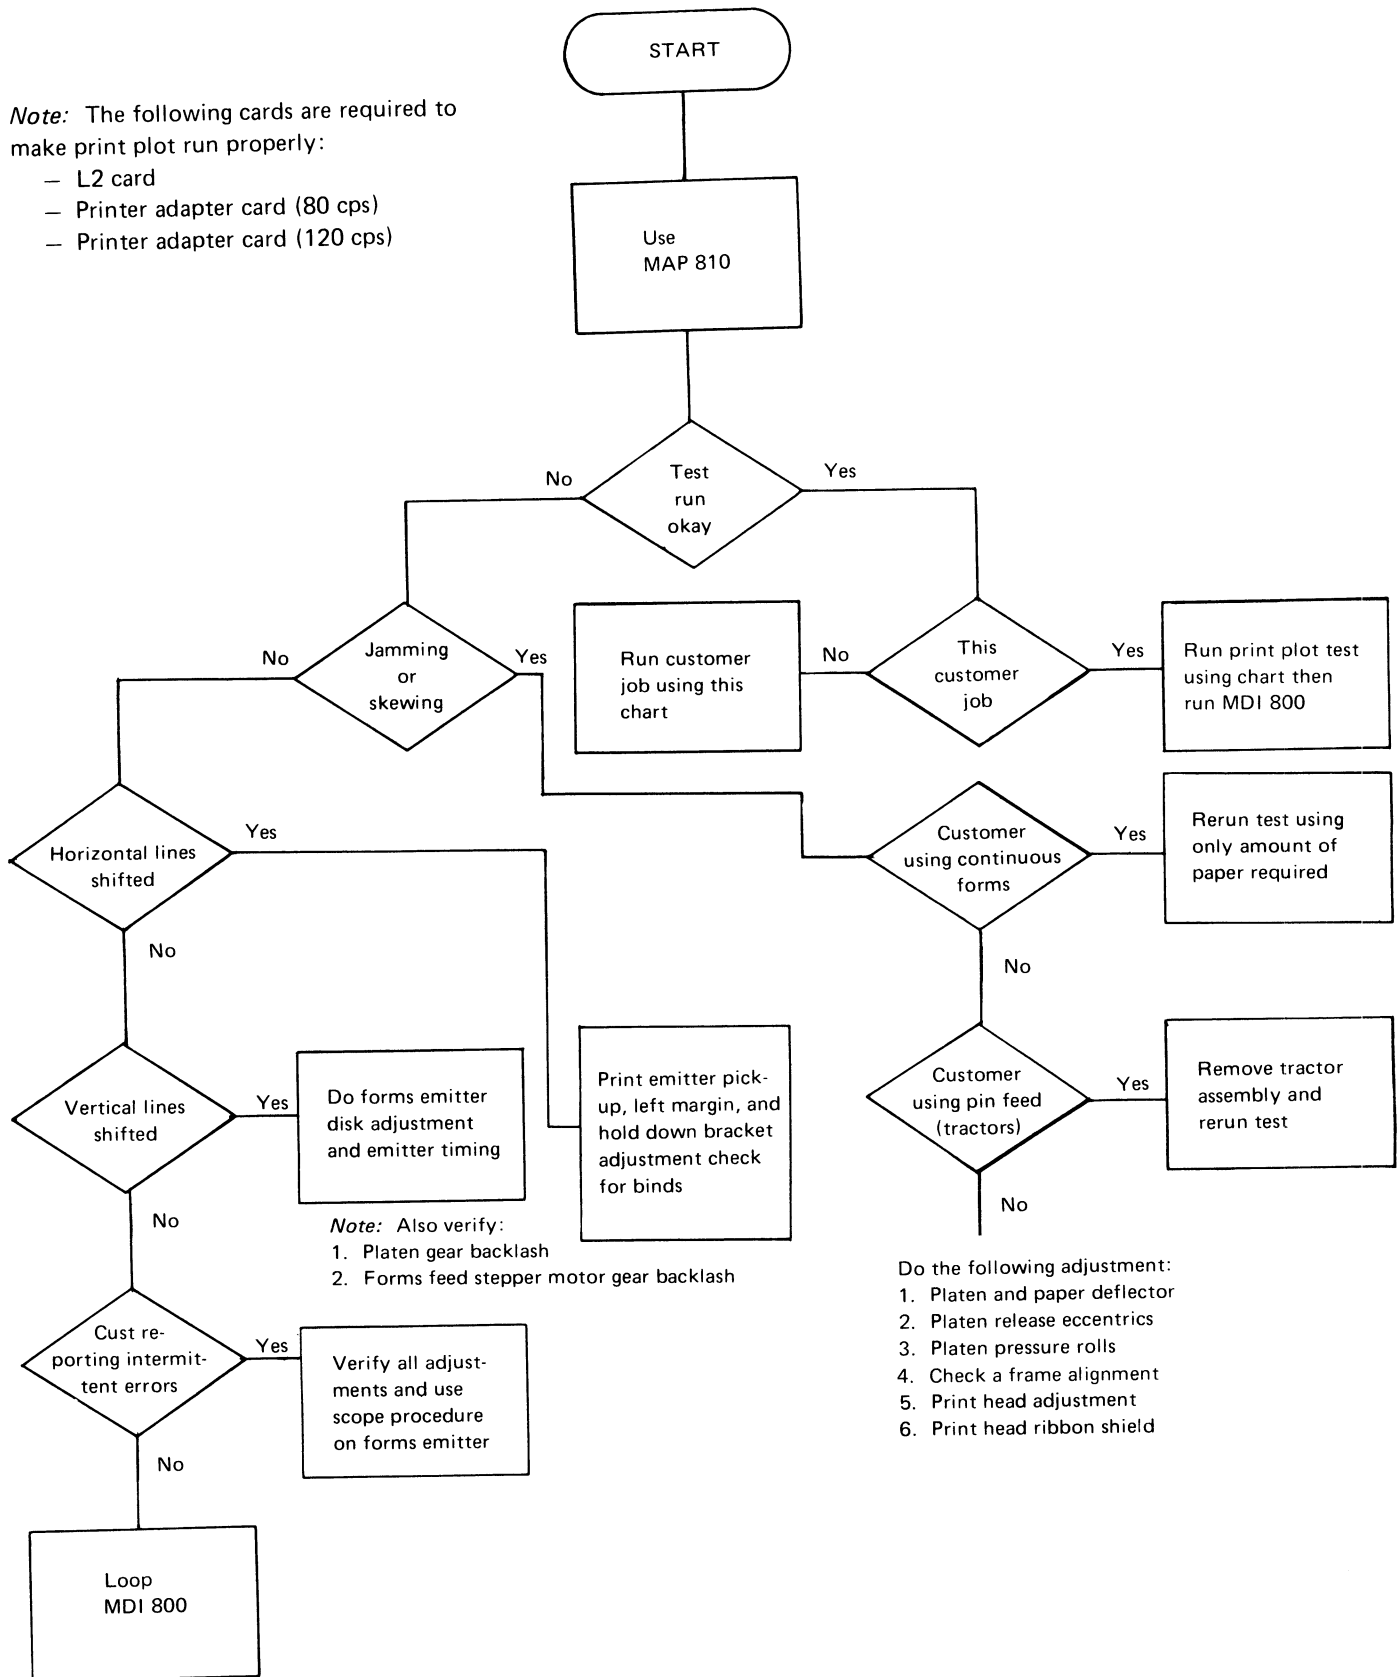 START
Note: The following cards are required to
make print plot run properly:
— L2 card
— Printer adapter card (80 cps)
— Printer adapter card (120 cps)
Use
MAP 810
Test
run
okay
No
Yes
Jamming
or
skewing
No
Yes
Run customer
job using this
chart
No
This
customer
job
Yes
Run print plot test
using chart then
run MDI 800
Horizontal lines
shifted
Yes
No
Customer
using continuous
forms
Yes
Rerun test using
only amount of
paper required
No
Vertical lines
shifted
Yes
Do forms emitter
disk adjustment
and emitter timing
Print emitter pick-
up, left margin, and
hold down bracket
adjustment check
for binds
Customer
using pin feed
(tractors)
Yes
Remove tractor
assembly and
rerun test
No
No
Note: Also verify:
1. Platen gear backlash
2. Forms feed stepper motor gear backlash
Do the following adjustment:
1. Platen and paper deflector
2. Platen release eccentrics
3. Platen pressure rolls
4. Check a frame alignment
5. Print head adjustment
6. Print head ribbon shield
Cust re-
porting intermit-
tent errors
Yes
Verify all adjust-
ments and use
scope procedure
on forms emitter
No
Loop
MDI 800